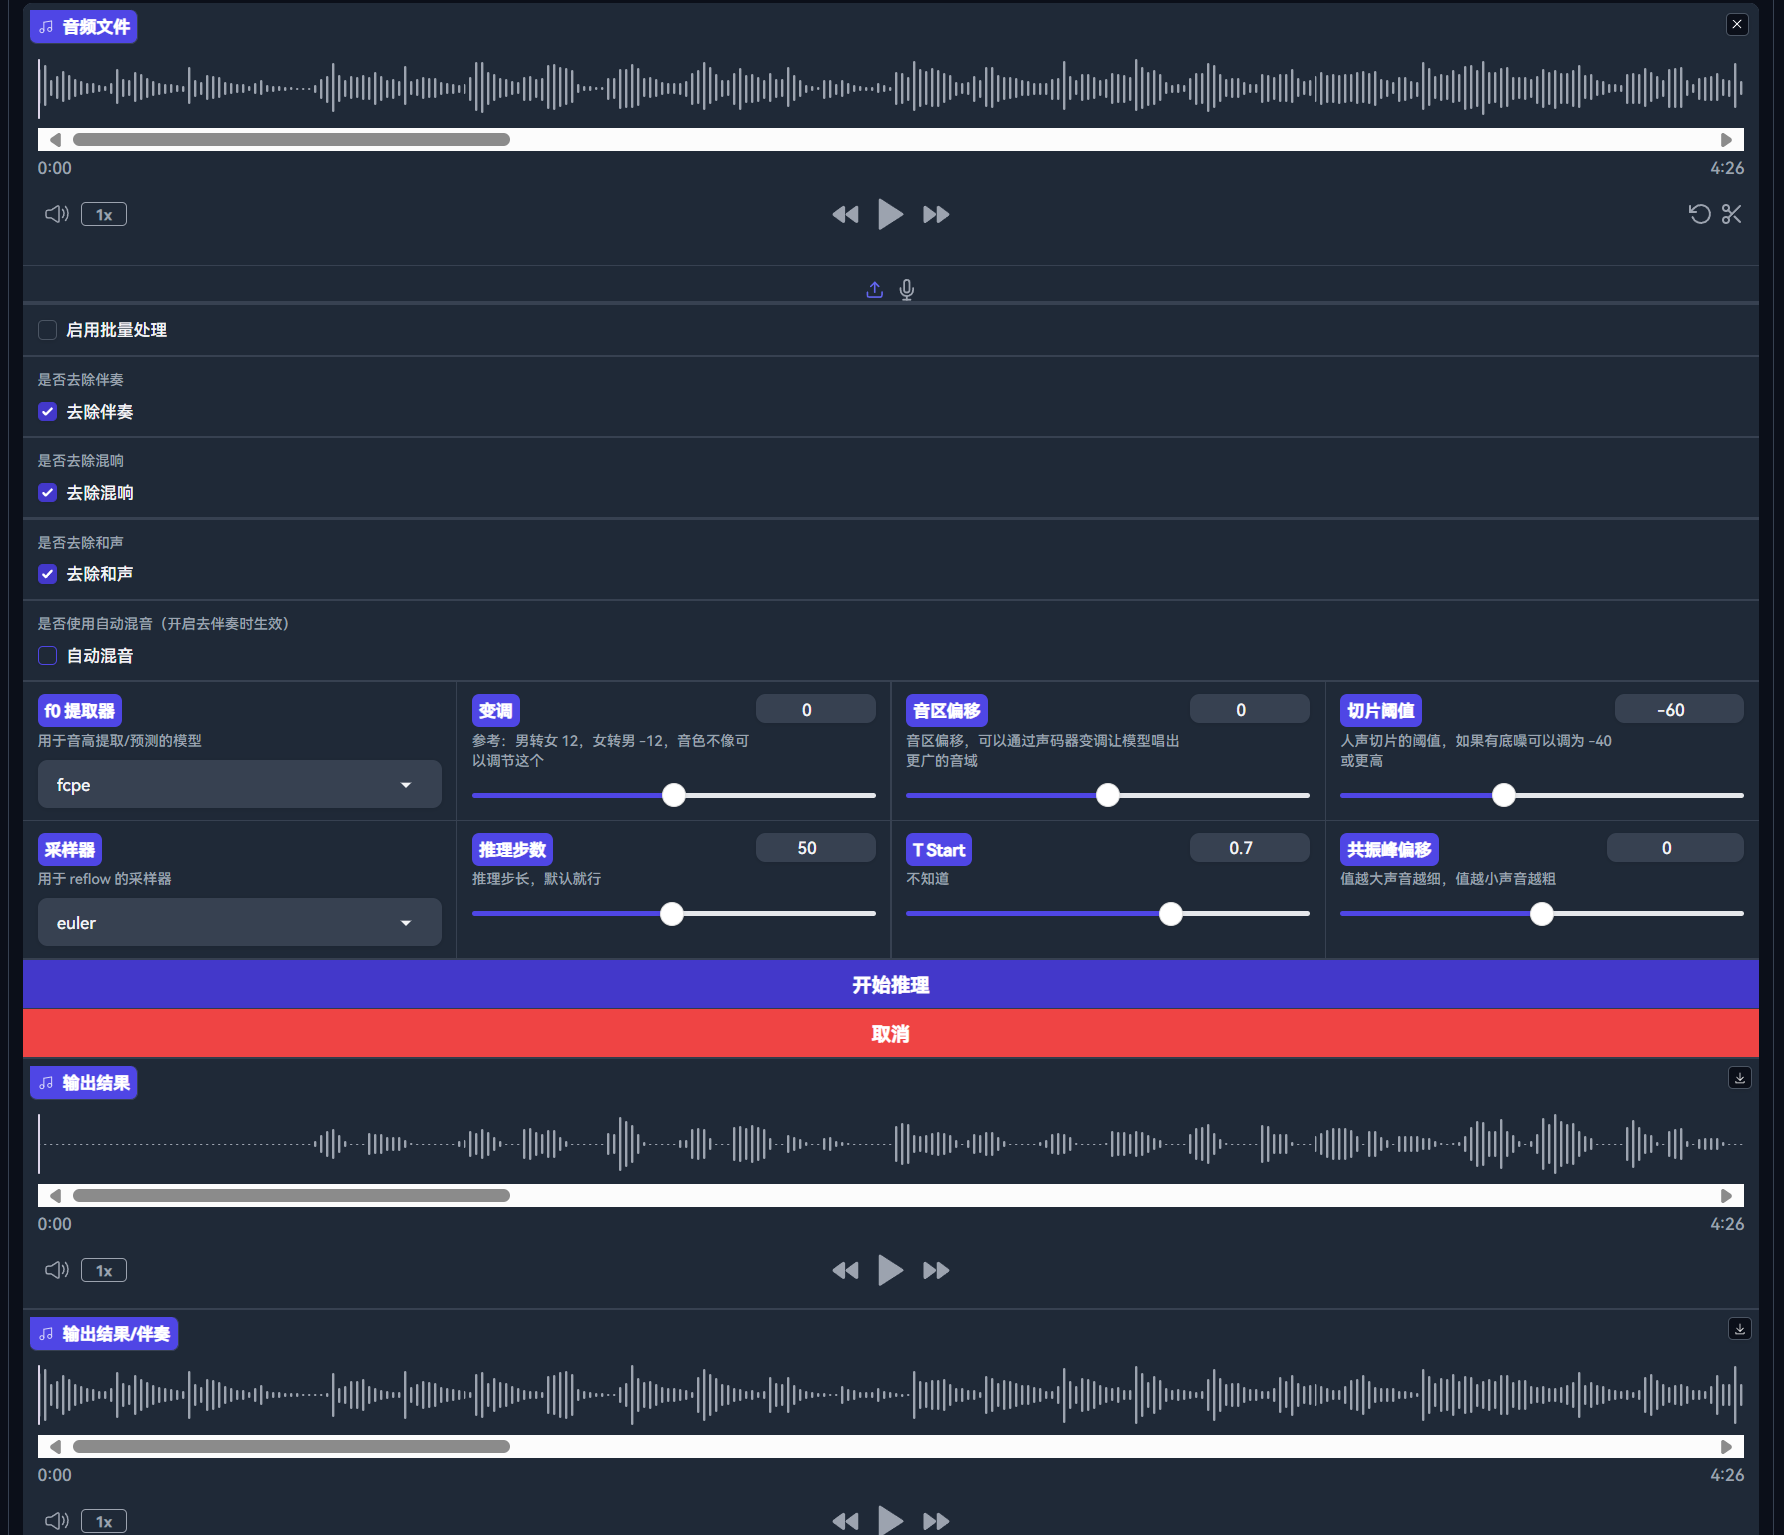 音频文件
0:00
4:26
1x
启用批量处理
是否去除伴奏
去除伴奏
是否去除混响
去除混响
是否去除和声
去除和声
是否使用自动混音（开启去伴奏时生效）
自动混音
f0 提取器
用于音高提取/预测的模型
fcpe
变调
0
参考：男转女 12，女转男 -12，音色不像可
以调节这个
音区偏移
0
音区偏移，可以通过声码器变调让模型唱出
更广的音域
切片阈值
-60
人声切片的阈值，如果有底噪可以调为 -40
或更高
采样器
用于 reflow 的采样器
euler
推理步数
50
推理步长，默认就行
T Start
0.7
不知道
共振峰偏移
0
值越大声音越细，值越小声音越粗
开始推理
取消
输出结果
0:00
4:26
1x
输出结果/伴奏
0:00
4:26
1x